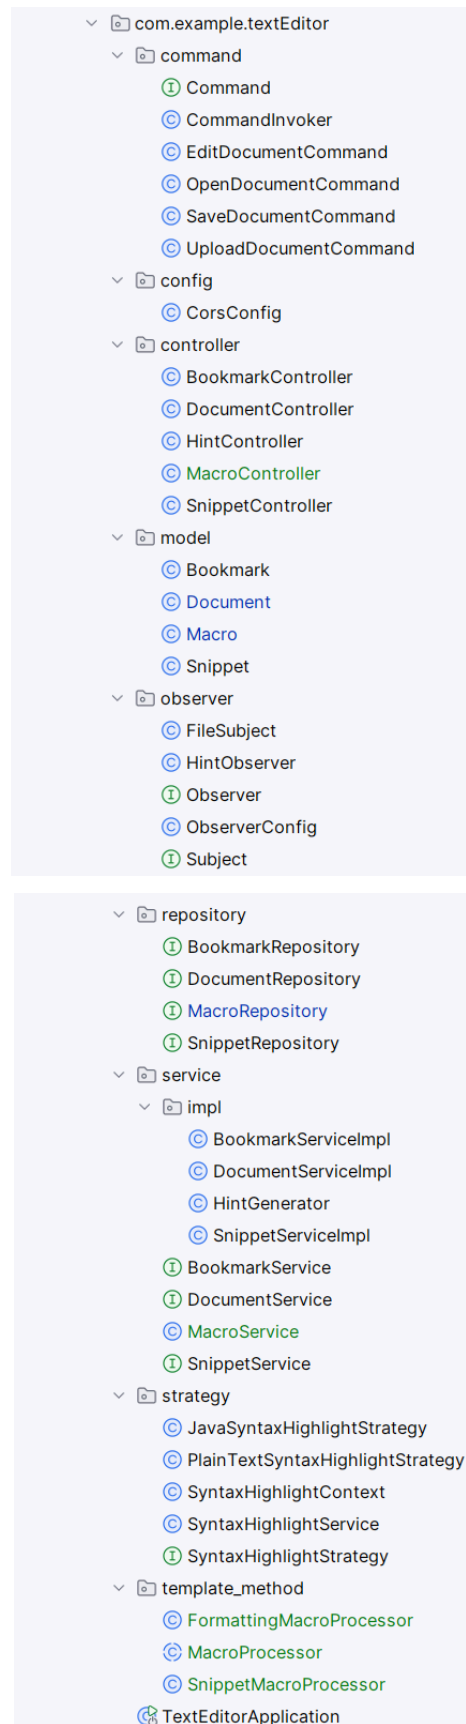 com.example.textEditor
command
Command
CommandInvoker
EditDocumentCommand
OpenDocumentCommand
SaveDocumentCommand
UploadDocumentCommand
config
CorsConfig
controller
BookmarkController
DocumentController
HintController
MacroController
SnippetController
model
Bookmark
Document
Macro
Snippet
observer
FileSubject
HintObserver
Observer
ObserverConfig
Subject
repository
BookmarkRepository
DocumentRepository
MacroRepository
SnippetRepository
service
impl
BookmarkServiceImpl
DocumentServiceImpl
HintGenerator
SnippetServiceImpl
BookmarkService
DocumentService
MacroService
SnippetService
strategy
JavaSyntaxHighlightStrategy
PlainTextSyntaxHighlightStrategy
SyntaxHighlightContext
SyntaxHighlightService
SyntaxHighlightStrategy
template_method
FormattingMacroProcessor
MacroProcessor
SnippetMacroProcessor
TextEditorApplication